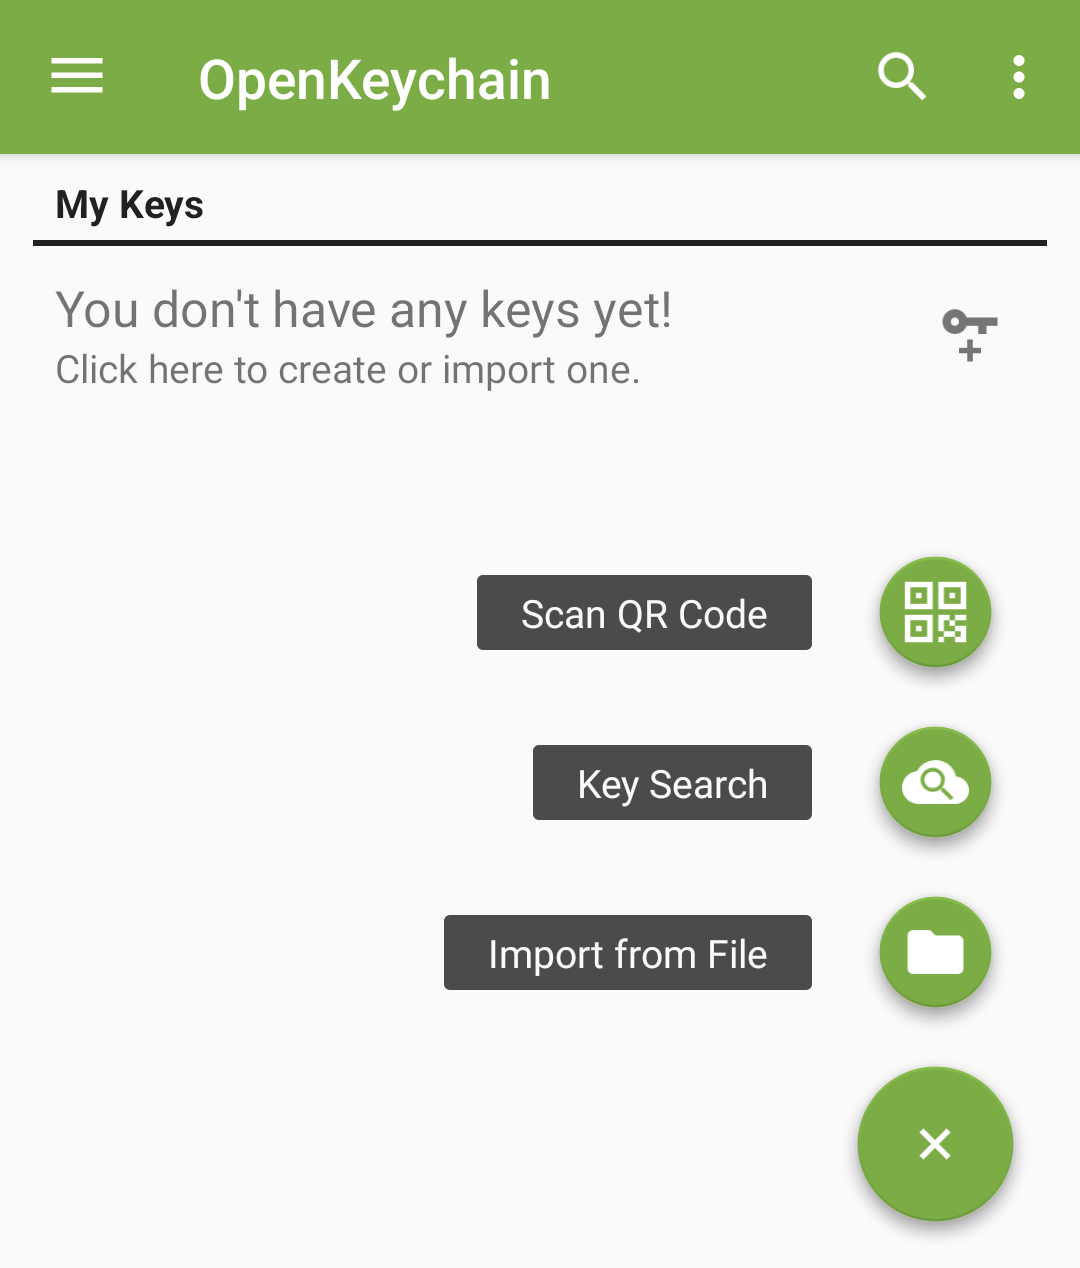 OpenKeychain
My Keys
You don't have any keys yet!
Click here to create or import one.
Scan QR Code
Key Search
Import from File